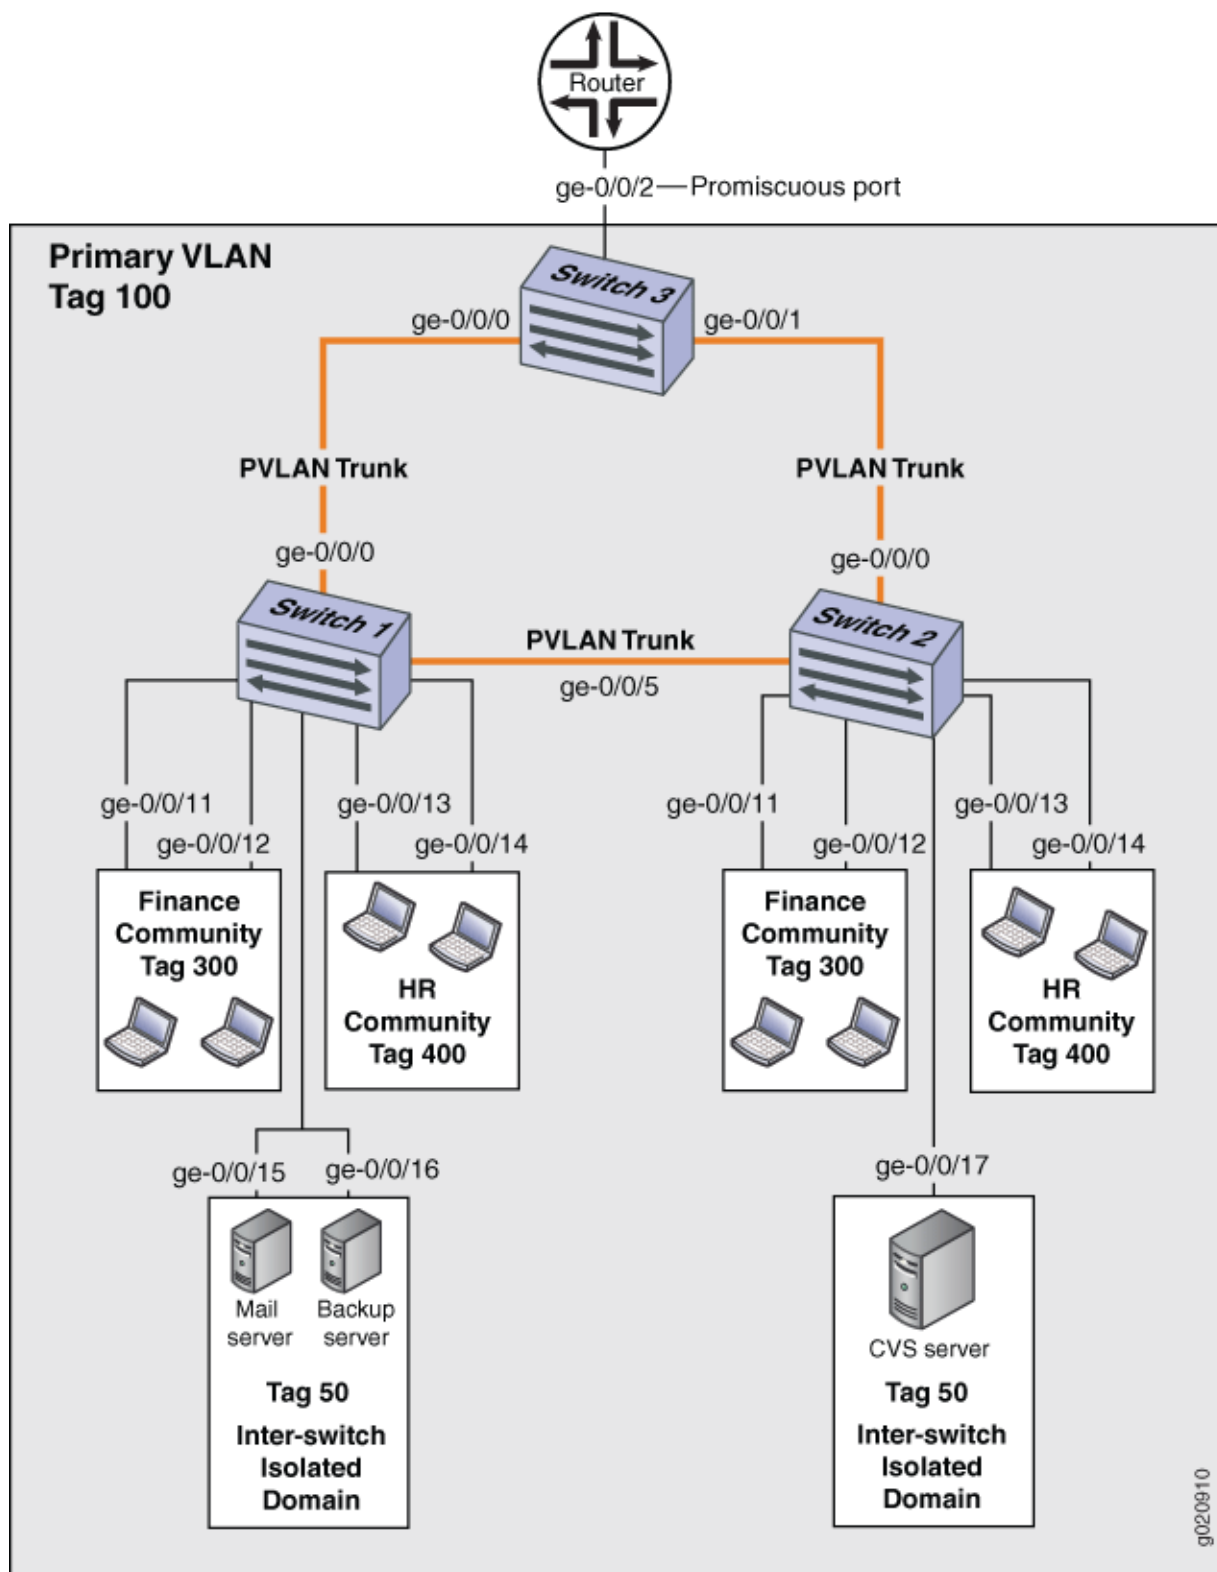 Router
ge-0/0/2
Promiscuous port
Primary VLAN
Tag 100
Switch 3
ge-0/0/0
ge-0/0/1
PVLAN Trunk
PVLAN Trunk
ge-0/0/0
ge-0/0/0
Switch 1
Switch 2
PVLAN Trunk
ge-0/0/5
ge-0/0/11
ge-0/0/13
ge-0/0/11
ge-0/0/13
ge-0/0/12
ge-0/0/14
ge-0/0/12
ge-0/0/14
Finance
Community
Tag 300
HR
Community
Tag 400
Finance
Community
Tag 300
HR
Community
Tag 400
ge-0/0/15
ge-0/0/16
ge-0/0/17
Mail
server
Backup
server
Tag 50
Inter-switch
Isolated
Domain
CVS server
Tag 50
Inter-switch
Isolated
Domain
g020910